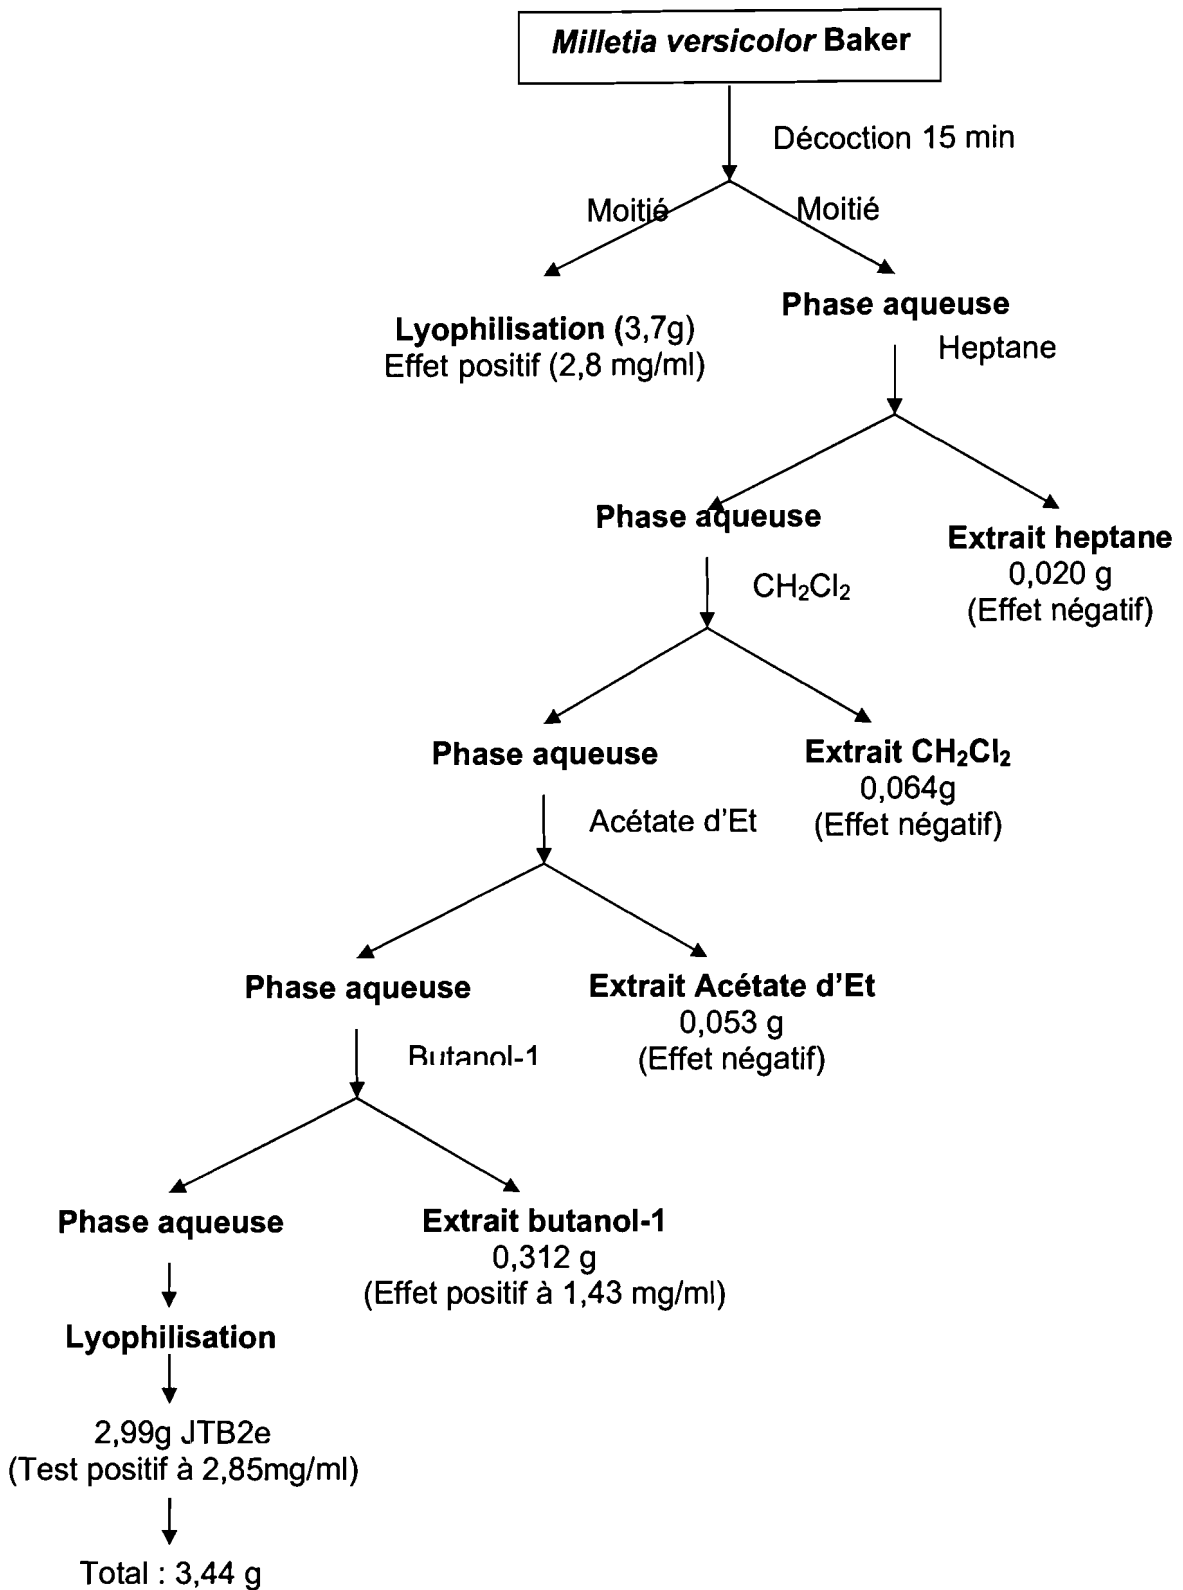 Milletia versicolor Baker
Décoction 15 min
Moitié
Moitié
Lyophilisation (3,7g)
Effet positif (2,8 mg/ml)
Phase aqueuse
Heptane
Phase aqueuse
Extrait heptane
0,020 g
(Effet négatif)
CH₂Cl₂
Phase aqueuse
Extrait CH₂Cl₂
0,064g
(Effet négatif)
Acétate d'Et
Phase aqueuse
Extrait Acétate d'Et
0,053 g
(Effet négatif)
Butanol-1
Phase aqueuse
Extrait butanol-1
0,312 g
(Effet positif à 1,43 mg/ml)
Lyophilisation
2,99g JTB2e
(Test positif à 2,85mg/ml)
Total : 3,44 g